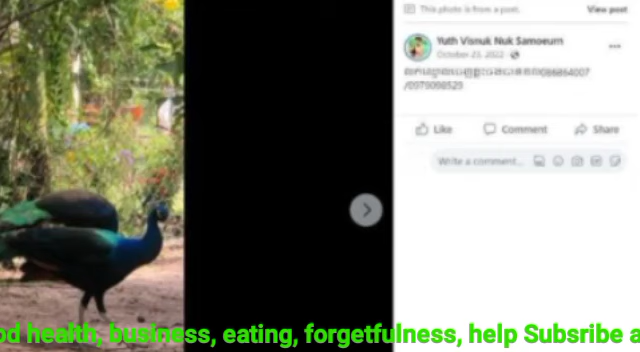 This photo is from a post.
View post
Yuth Visnuk Nuk Samoeurn
October 23, 2022
/0979098529
Like
Comment
Share
Write a comment...
od health, business, eating, forgetfulness, help Subsribe a